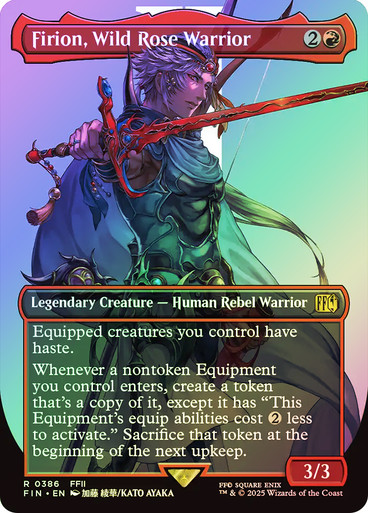 Firion, Wild Rose Warrior 2
Legendary Creature — Human Rebel Warrior FFII
Equipped creatures you control have
haste.
Whenever a nontoken Equipment
you control enters, create a token
that's a copy of it, except it has “This
Equipment's equip abilities cost 2 less
to activate.” Sacrifice that token at the
beginning of the next upkeep.
3/3
R 0386 FFII
FIN • EN 加藤 綾華/KATO AYAKA
FF© SQUARE ENIX
™ & © 2025 Wizards of the Coast